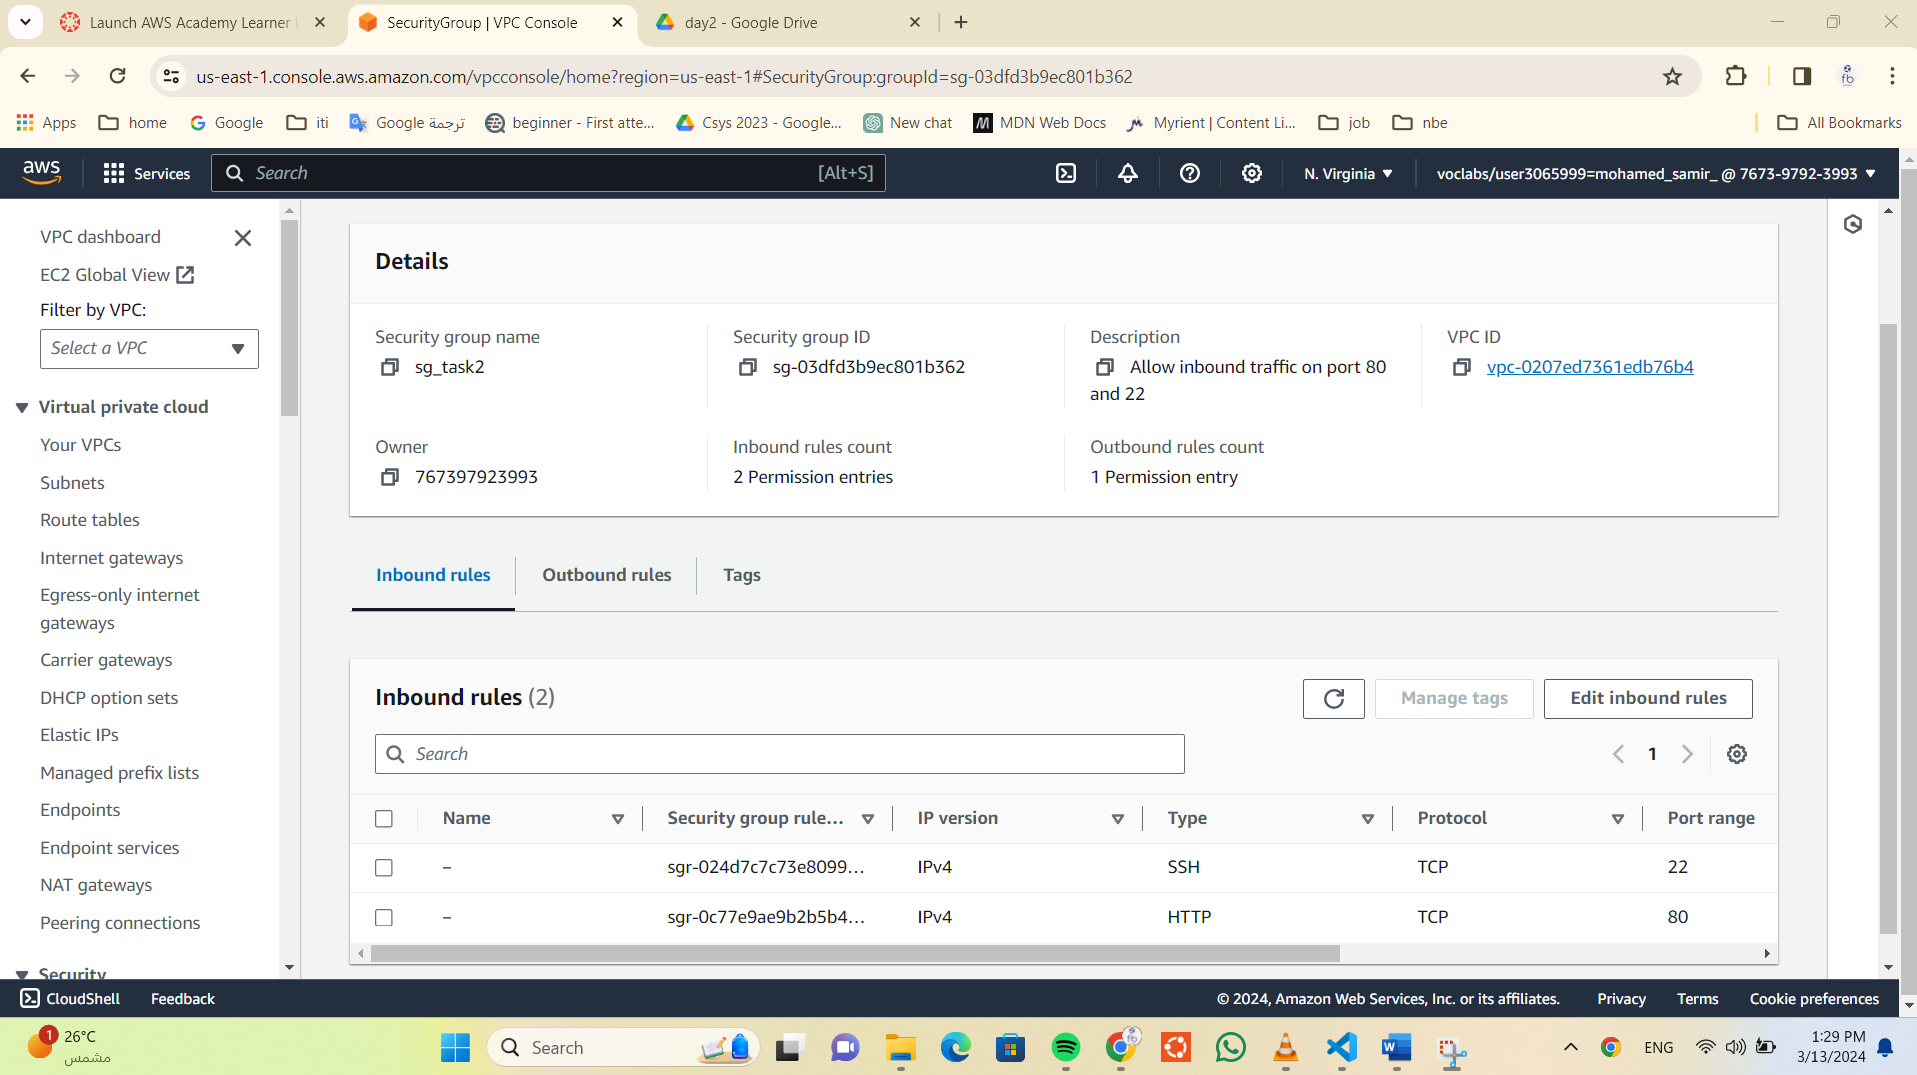 Launch AWS Academy Learner L
SecurityGroup | VPC Console
day2 - Google Drive
us-east-1.console.aws.amazon.com/vpcconsole/home?region=us-east-1#SecurityGroup:groupId=sg-03dfd3b9ec801b362
fb
Apps
home
Google
iti
Google ترجمة
beginner - First atte...
Csys 2023 - Google...
New chat
MDN Web Docs
Myrient | Content Li...
job
nbe
All Bookmarks
aws
Services
Search
[Alt+S]
N. Virginia
voclabs/user3065999=mohamed_samir_ @ 7673-9792-3993
VPC dashboard
EC2 Global View
Filter by VPC:
Select a VPC
Virtual private cloud
Your VPCs
Subnets
Route tables
Internet gateways
Egress-only internet
gateways
Carrier gateways
DHCP option sets
Elastic IPs
Managed prefix lists
Endpoints
Endpoint services
NAT gateways
Peering connections
Security
Details
Security group name
sg_task2
Security group ID
sg-03dfd3b9ec801b362
Description
Allow inbound traffic on port 80
and 22
VPC ID
vpc-0207ed7361edb76b4
Owner
767397923993
Inbound rules count
2 Permission entries
Outbound rules count
1 Permission entry
Inbound rules
Outbound rules
Tags
Inbound rules (2)
Manage tags
Edit inbound rules
Search
1
Name
Security group rule...
IP version
Type
Protocol
Port range
–
sgr-024d7c7c73e8099...
IPv4
SSH
TCP
22
–
sgr-0c77e9ae9b2b5b4...
IPv4
HTTP
TCP
80
CloudShell
Feedback
© 2024, Amazon Web Services, Inc. or its affiliates.
Privacy
Terms
Cookie preferences
1
26°C
مشمس
Search
ENG
1:29 PM
3/13/2024